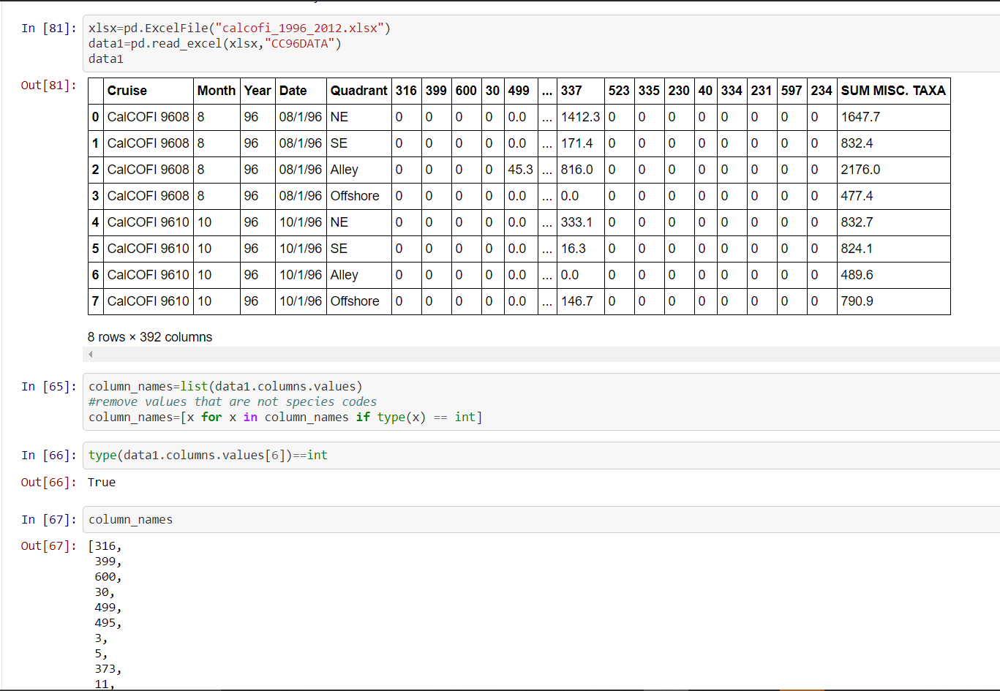 In [81]: xlsx=pd.ExcelFile("calcofi_1996_2012.xlsx")
data1=pd.read_excel(xlsx,"CC96DATA")
data1
Out[81]:
Cruise Month Year Date Quadrant 316 399 600 30 499 ... 337 523 335 230 40 334 231 597 234 SUM MISC. TAXA
0 CalCOFI 9608 8 96 08/1/96 NE 0 0 0 0 0.0 ... 1412.3 0 0 0 0 0 0 0 0 1647.7
1 CalCOFI 9608 8 96 08/1/96 SE 0 0 0 0 0.0 ... 171.4 0 0 0 0 0 0 0 0 832.4
2 CalCOFI 9608 8 96 08/1/96 Alley 0 0 0 0 45.3 ... 816.0 0 0 0 0 0 0 0 0 2176.0
3 CalCOFI 9608 8 96 08/1/96 Offshore 0 0 0 0 0.0 ... 0.0 0 0 0 0 0 0 0 0 477.4
4 CalCOFI 9610 10 96 10/1/96 NE 0 0 0 0 0.0 ... 333.1 0 0 0 0 0 0 0 0 832.7
5 CalCOFI 9610 10 96 10/1/96 SE 0 0 0 0 0.0 ... 16.3 0 0 0 0 0 0 0 0 824.1
6 CalCOFI 9610 10 96 10/1/96 Alley 0 0 0 0 0.0 ... 0.0 0 0 0 0 0 0 0 0 489.6
7 CalCOFI 9610 10 96 10/1/96 Offshore 0 0 0 0 0.0 ... 146.7 0 0 0 0 0 0 0 0 790.9
8 rows × 392 columns
In [65]: column_names=list(data1.columns.values)
#remove values that are not species codes
column_names=[x for x in column_names if type(x) == int]
In [66]: type(data1.columns.values[6])==int
Out[66]: True
In [67]: column_names
Out[67]: [316,
399,
600,
30,
499,
495,
3,
5,
373,
11,